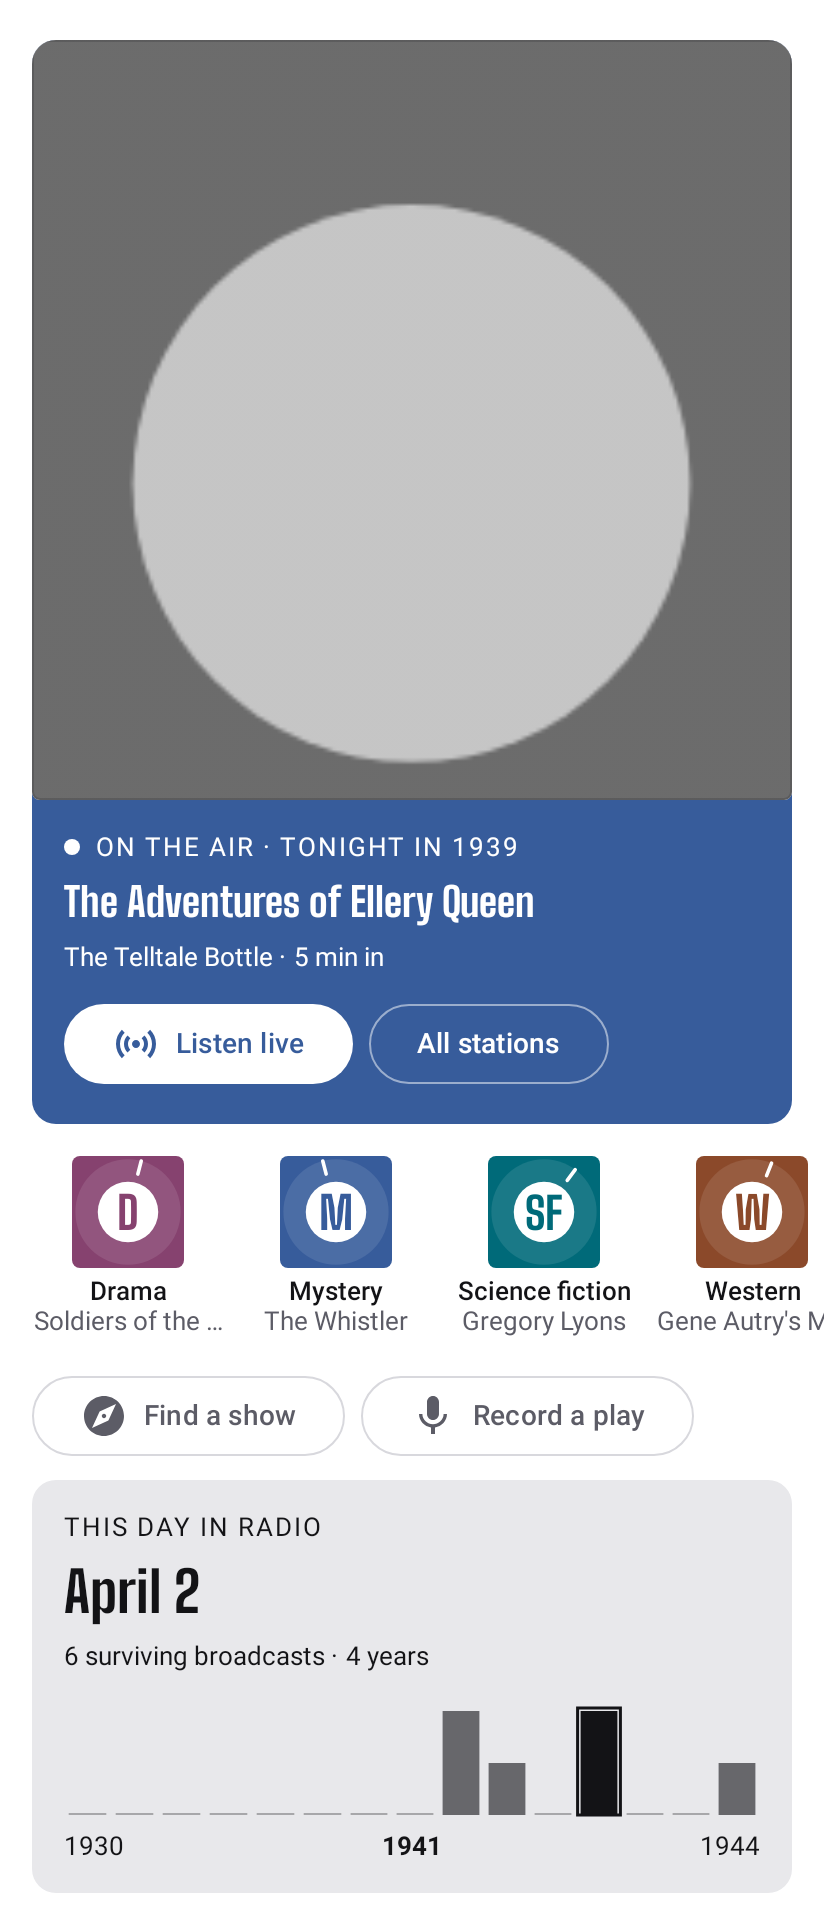 ON THE AIR · TONIGHT IN 1939
The Adventures of Ellery Queen
The Telltale Bottle · 5 min in
Listen live
All stations
D
M
SF
W
Drama
Mystery
Science fiction
Western
Soldiers of the ...
The Whistler
Gregory Lyons
Gene Autry's M
Find a show
Record a play
THIS DAY IN RADIO
April 2
6 surviving broadcasts · 4 years
1930
1941
1944